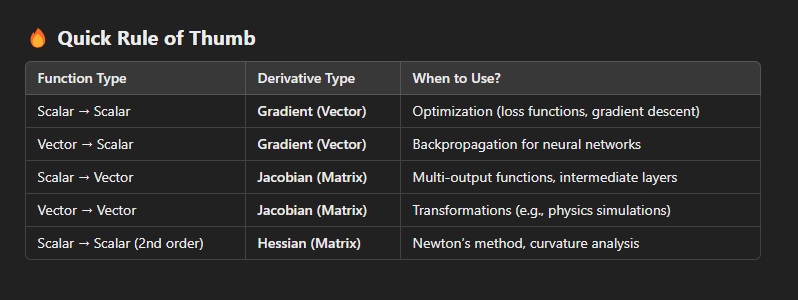 🔥 Quick Rule of Thumb
Function Type Derivative Type When to Use?
Scalar → Scalar Gradient (Vector) Optimization (loss functions, gradient descent)
Vector → Scalar Gradient (Vector) Backpropagation for neural networks
Scalar → Vector Jacobian (Matrix) Multi-output functions, intermediate layers
Vector → Vector Jacobian (Matrix) Transformations (e.g., physics simulations)
Scalar → Scalar (2nd order) Hessian (Matrix) Newton's method, curvature analysis